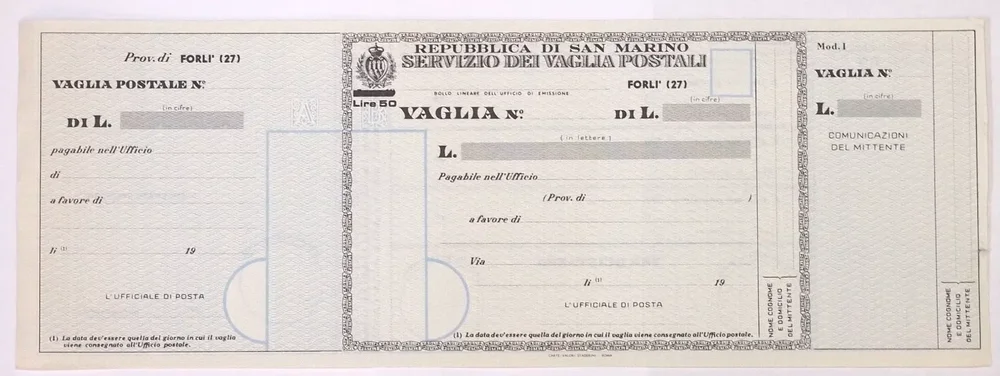 Prov. di FORLI' (27)
VAGLIA POSTALE N.º
(in cifre)
DI L.
pagabile nell'Ufficio
di
a favore di
li (1) 19
L'UFFICIALE DI POSTA
(1) La data dev'essere quella del giorno in cui il vaglia
viene consegnato all'Ufficio postale.
REPUBBLICA DI SAN MARINO
SERVIZIO DEI VAGLIA POSTALI
FORLI' (27)
BOLLO LINEARE DELL'UFFICIO DI EMISSIONE
Lire 50
(in cifre)
VAGLIA N.º DI L.
(in lettere)
L.
Pagabile nell'Ufficio
(Prov. di )
a favore di
Via
li (1) 19
L'UFFICIALE DI POSTA
(1) La data dev'essere quella del giorno in cui il vaglia viene consegnato all'Ufficio postale.
NOME COGNOME
E DOMICILIO
DEL MITTENTE
Mod. 1
VAGLIA N.º
(in cifre)
L.
COMUNICAZIONI
DEL MITTENTE
NOME COGNOME
E DOMICILIO
DEL MITTENTE